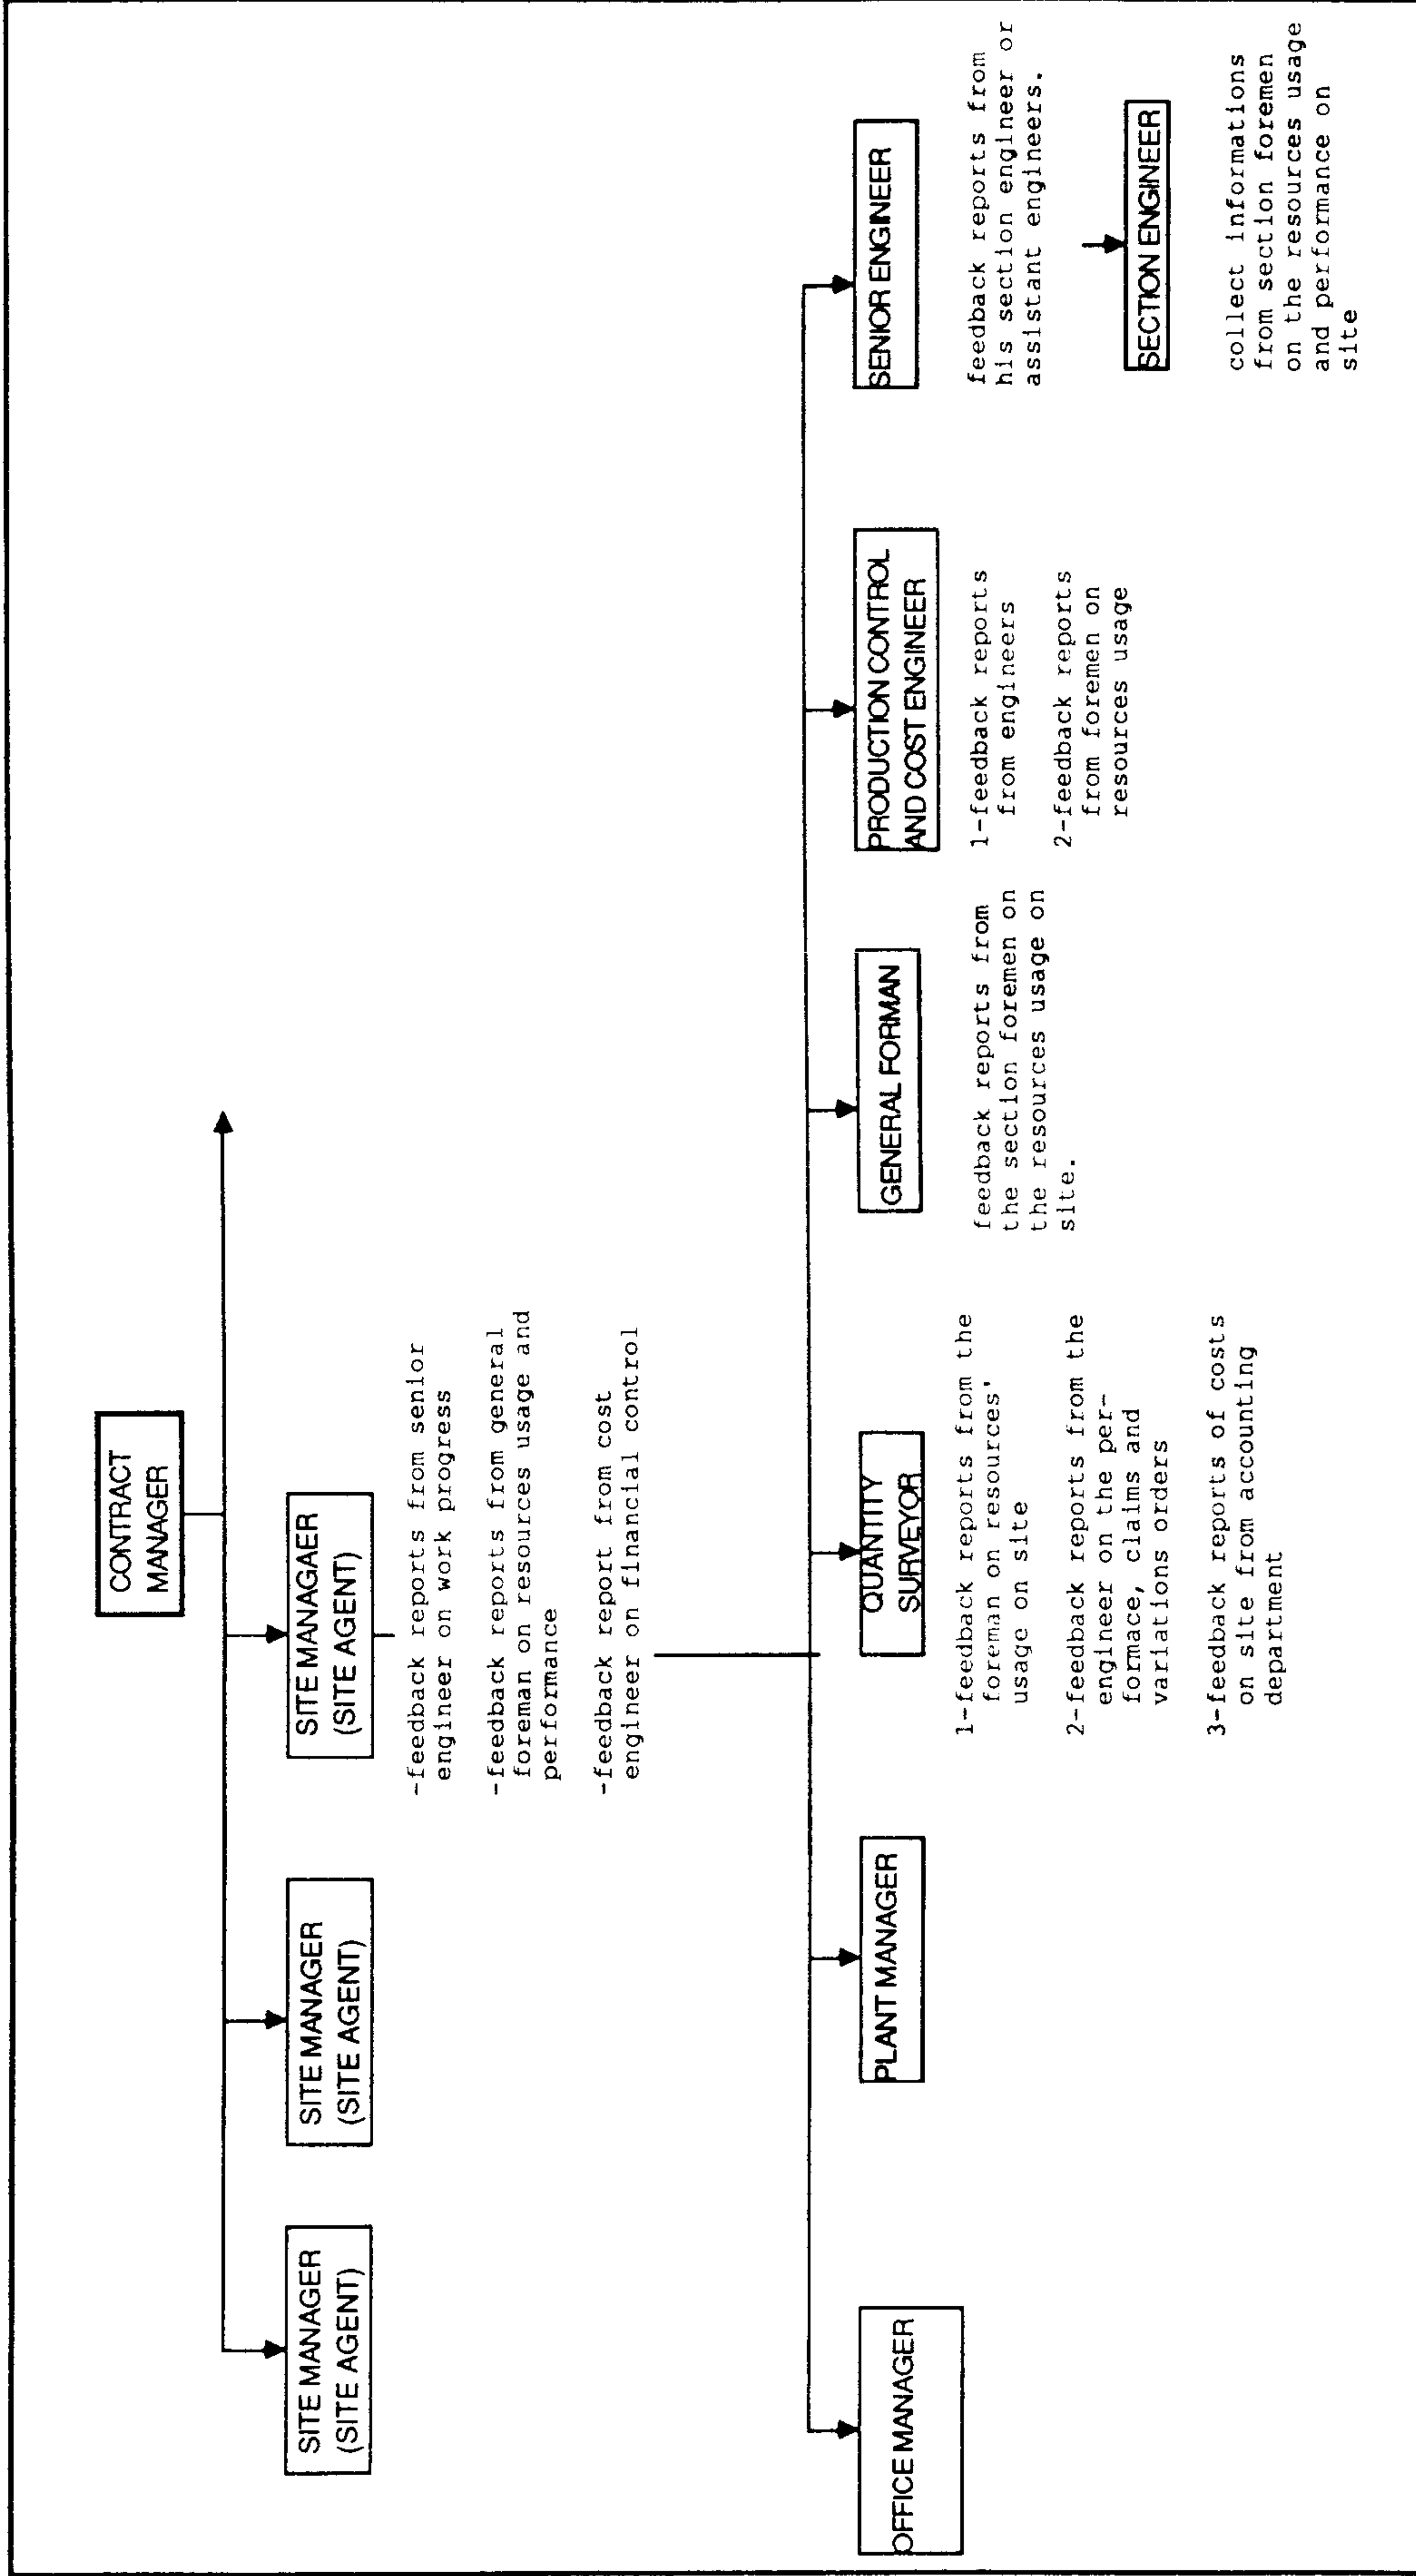 CONTRACT
MANAGER
SITE MANAGER
(SITE AGENT)
SITE MANAGER
(SITE AGENT)
SITE MANAGAER
(SITE AGENT)
-feedback reports from senior
engineer on work progress
-feedback reports from general
foreman on resources usage and
performance
-feedback report from cost
engineer on financial control
OFFICE MANAGER
PLANT MANAGER
QUANTITY
SURVEYOR
1-feedback reports from the
foreman on resources'
usage on site
2-feedback reports from the
engineer on the per-
formace, claims and
variations orders
3-feedback reports of costs
on site from accounting
department
GENERAL FORMAN
feedback reports from
the section foremen on
the resources usage on
site.
PRODUCTION CONTROL
AND COST ENGINEER
1-feedback reports
from engineers
2-feedback reports
from foremen on
resources usage
SENIOR ENGINEER
feedback reports from
his section engineer or
assistant engineers.
SECTION ENGINEER
collect informations
from section foremen
on the resources usage
and performance on
site